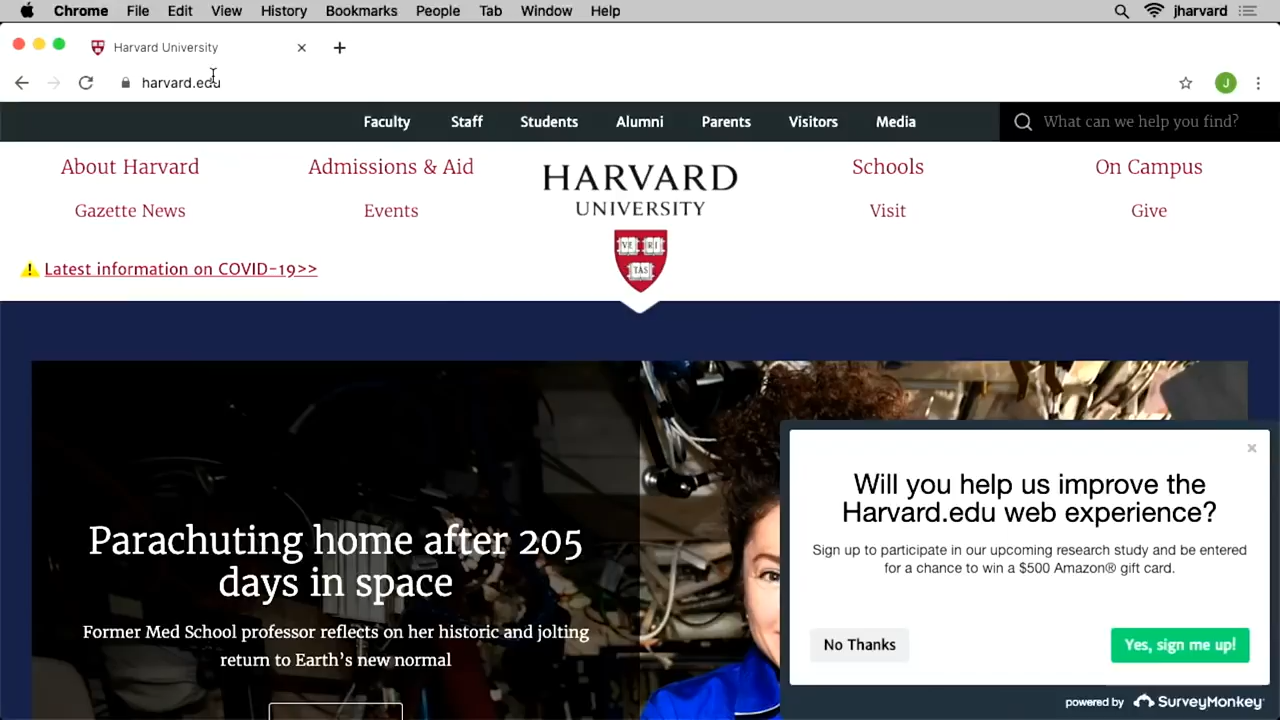 Chrome File Edit View History Bookmarks People Tab Window Help jharvard
Harvard University
harvard.edu
J
Faculty Staff Students Alumni Parents Visitors Media What can we help you find?
About Harvard Admissions & Aid Schools On Campus
Gazette News Events Visit Give
HARVARD
UNIVERSITY
VE RI
TAS
Latest information on COVID-19>>
Parachuting home after 205
days in space
Former Med School professor reflects on her historic and jolting
return to Earth's new normal
Will you help us improve the
Harvard.edu web experience?
Sign up to participate in our upcoming research study and be entered
for a chance to win a $500 Amazon® gift card.
No Thanks Yes, sign me up!
powered by SurveyMonkey